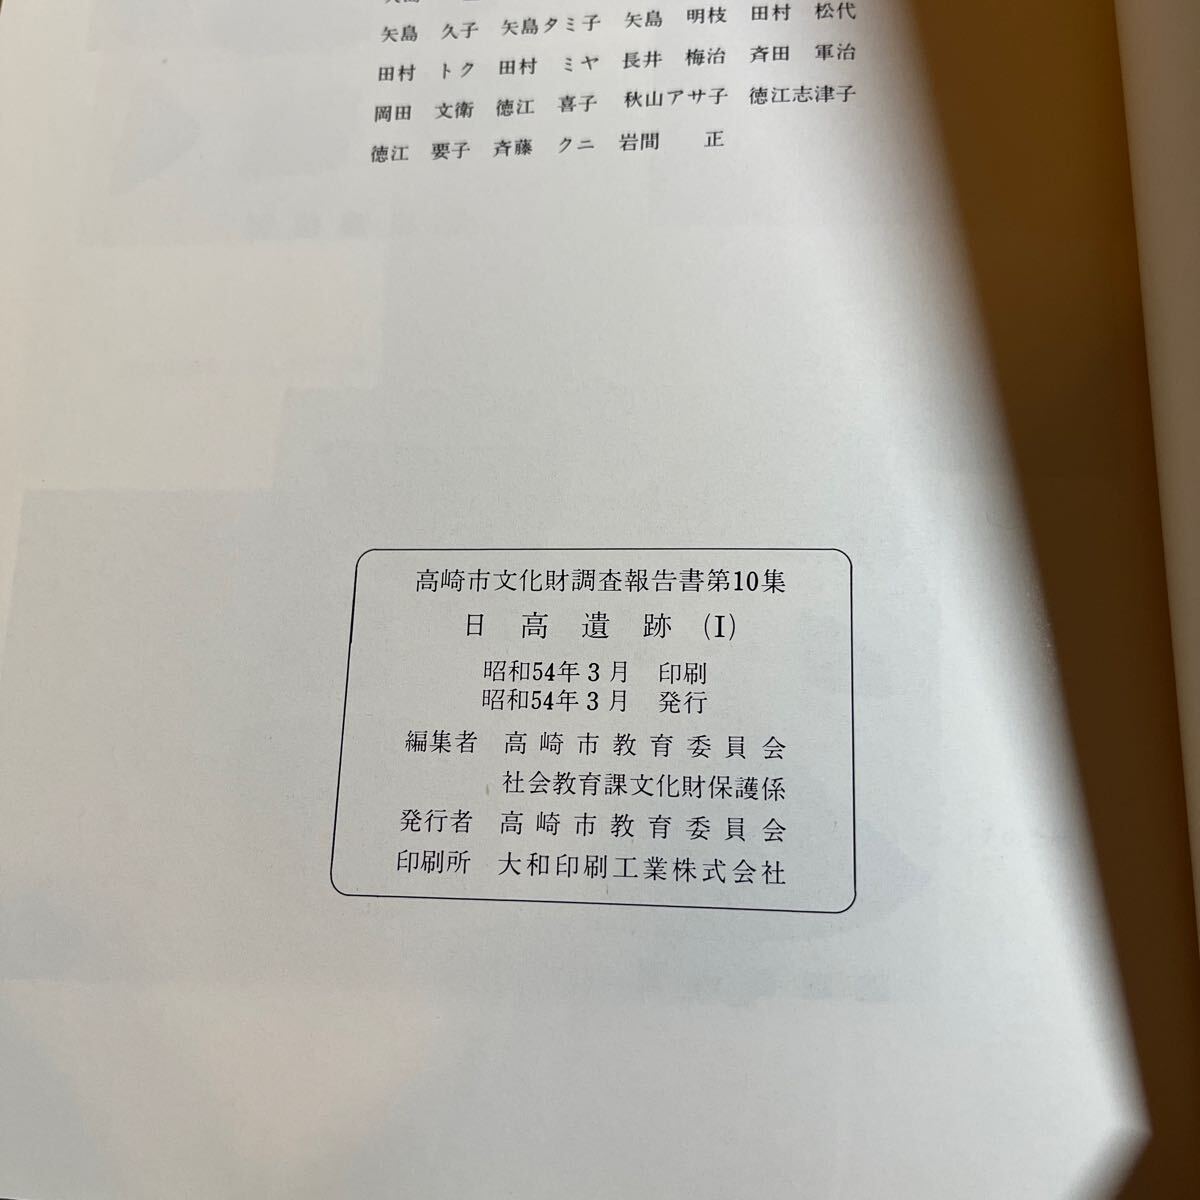 矢島　久子　矢島タミ子　矢島　明枝　田村　松代
田村　トク　田村　ミヤ　長井　梅治　斉田　軍治
岡田　文衛　徳江　喜子　秋山アサ子　徳江志津子
徳江　要子　斉藤　クニ　岩間　　正
高崎市文化財調査報告書第10集
日　高　遺　跡　(I)
昭和54年3月　印刷
昭和54年3月　発行
編集者　高崎市教育委員会
社会教育課文化財保護係
発行者　高崎市教育委員会
印刷所　大和印刷工業株式会社